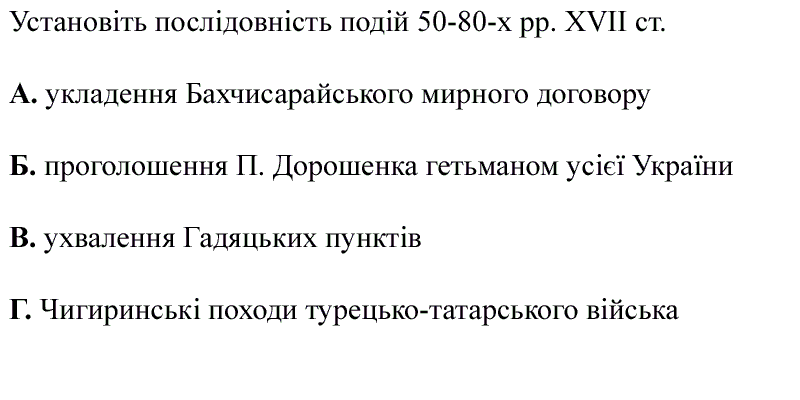 Установіть послідовність подій 50-80-х рр. XVII ст.
А. укладення Бахчисарайського мирного договору
Б. проголошення П. Дорошенка гетьманом усієї України
В. ухвалення Гадяцьких пунктів
Г. Чигиринські походи турецько-татарського війська